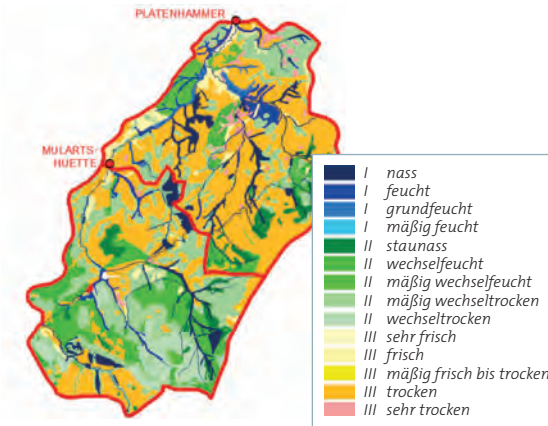 PLATENHAMMER
MULARTS-
HUETTE
I nass
I feucht
I grundfeucht
I mäßig feucht
II staunass
II wechselfeucht
II mäßig wechselfeucht
II mäßig wechseltrocken
II wechseltrocken
III sehr frisch
III frisch
III mäßig frisch bis trocken
III trocken
III sehr trocken